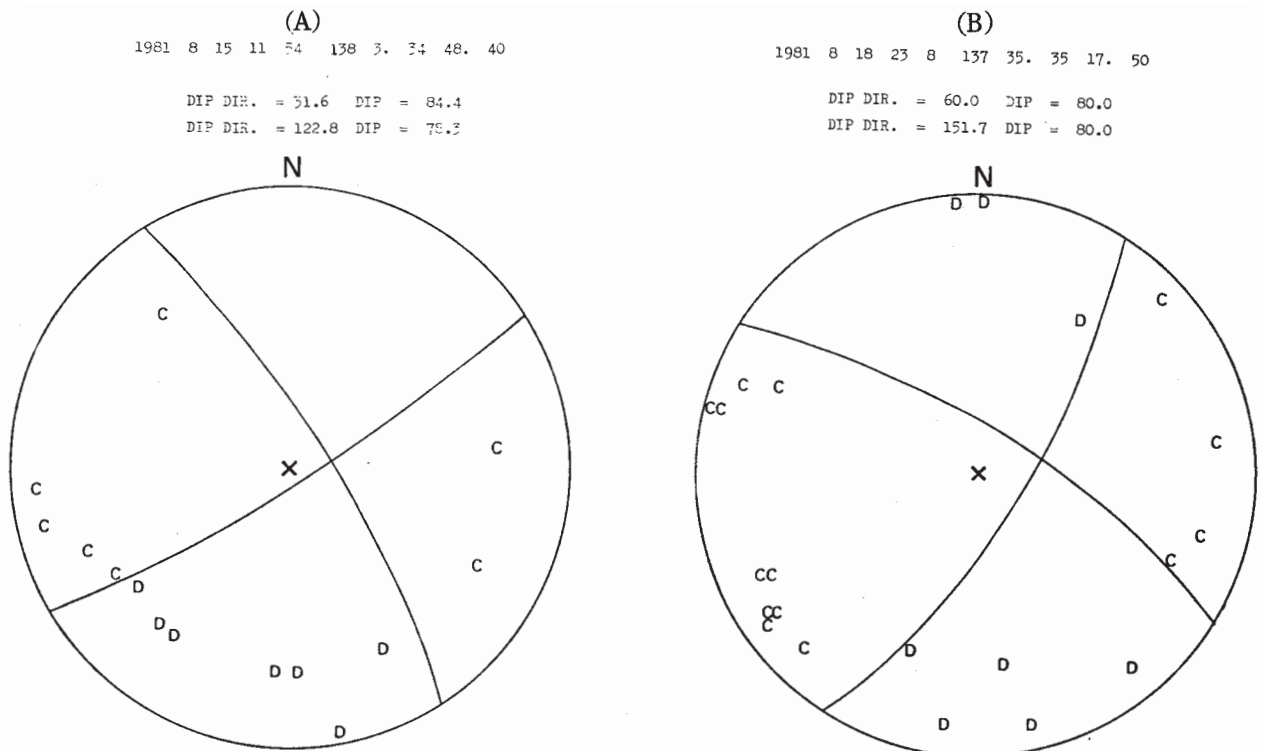 (A)
1981 8 15 11 54 138 3. 34 48. 40
DIP DIR. = 31.6 DIP = 84.4
DIP DIR. = 122.8 DIP =
N
C
C
C
C
C
C
C
D
D
D
D
D
D
D
(B)
1981 8 18 23 8 137 35. 35 17. 50
DIP DIR. = 60.0 DIP = 80.0
DIP DIR. = 151.7 DIP = 80.0
N
D D
C
D
C C
CC
C
C
C
CC
CC
C
C
D
D
D
D
D